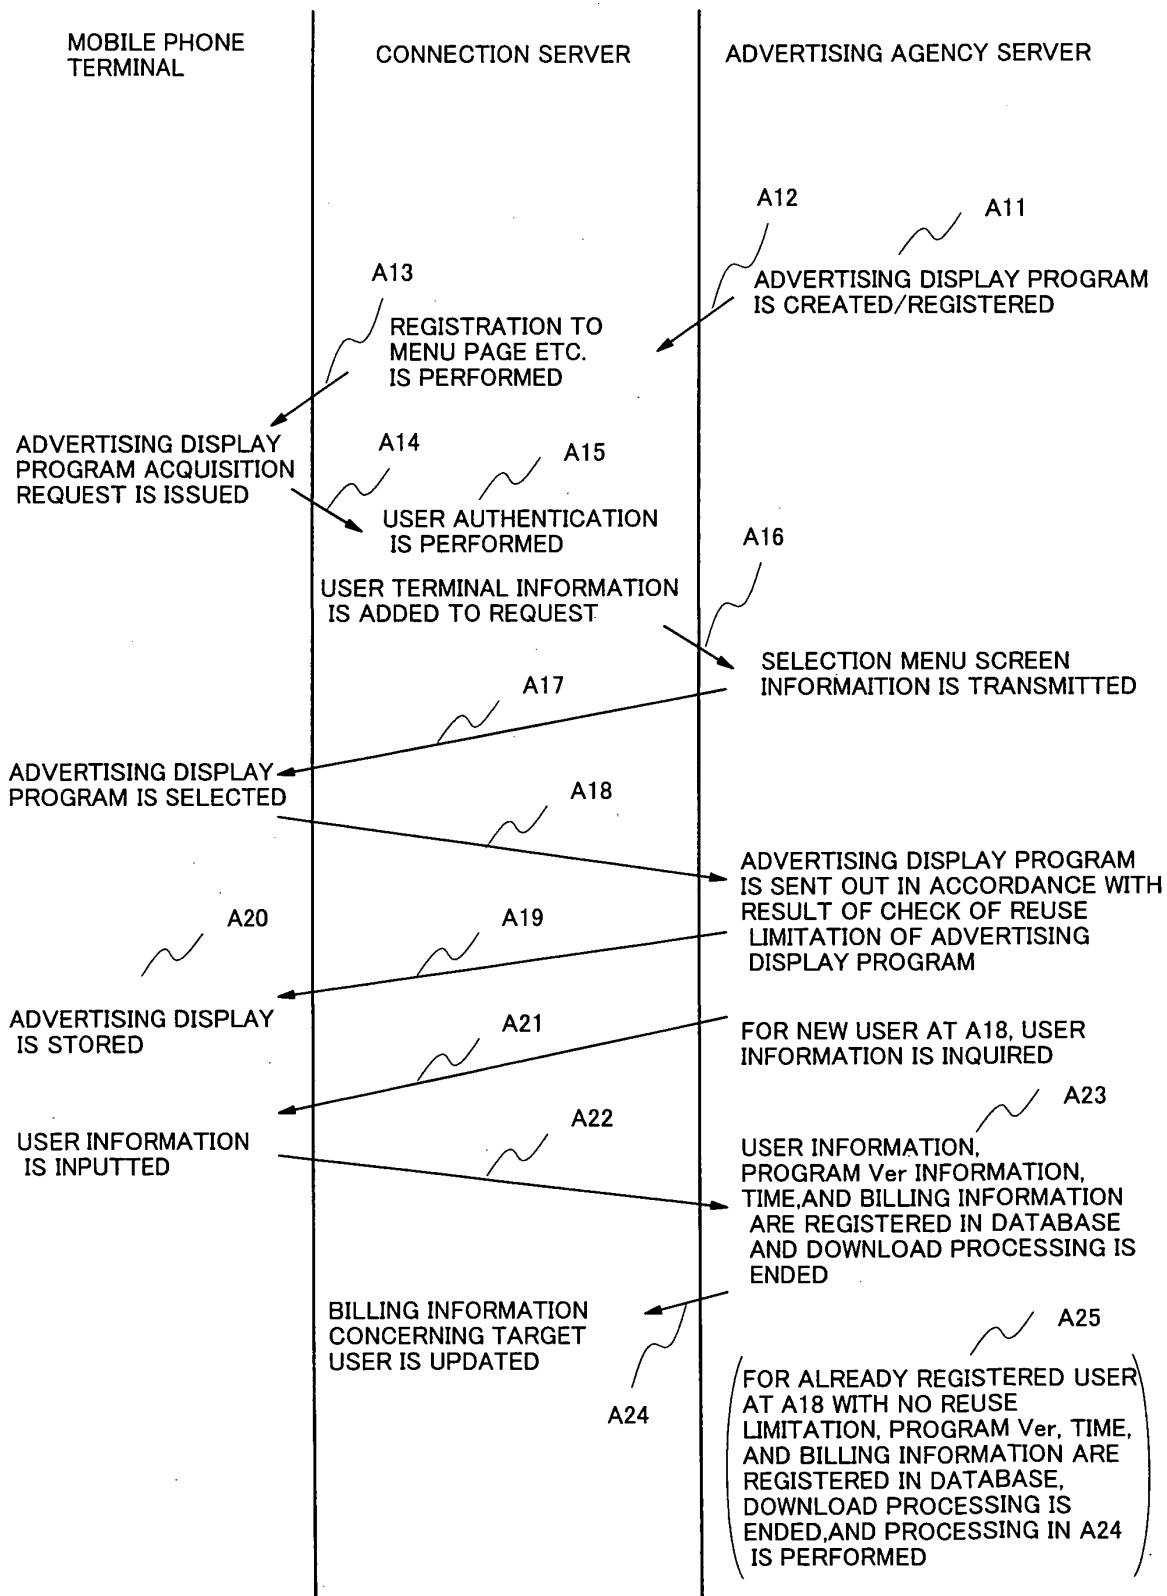 MOBILE PHONE
TERMINAL
CONNECTION SERVER
ADVERTISING AGENCY SERVER
A12
A11
ADVERTISING DISPLAY PROGRAM
IS CREATED/REGISTERED
A13
REGISTRATION TO
MENU PAGE ETC.
IS PERFORMED
ADVERTISING DISPLAY
PROGRAM ACQUISITION
REQUEST IS ISSUED
A14
A15
USER AUTHENTICATION
IS PERFORMED
A16
USER TERMINAL INFORMATION
IS ADDED TO REQUEST
SELECTION MENU SCREEN
INFORMAITION IS TRANSMITTED
A17
ADVERTISING DISPLAY
PROGRAM IS SELECTED
A18
ADVERTISING DISPLAY PROGRAM
IS SENT OUT IN ACCORDANCE WITH
RESULT OF CHECK OF REUSE
LIMITATION OF ADVERTISING
DISPLAY PROGRAM
A20
A19
ADVERTISING DISPLAY
IS STORED
A21
FOR NEW USER AT A18, USER
INFORMATION IS INQUIRED
USER INFORMATION
IS INPUTTED
A22
A23
USER INFORMATION,
PROGRAM Ver INFORMATION,
TIME,AND BILLING INFORMATION
ARE REGISTERED IN DATABASE
AND DOWNLOAD PROCESSING IS
ENDED
BILLING INFORMATION
CONCERNING TARGET
USER IS UPDATED
A24
A25
FOR ALREADY REGISTERED USER
AT A18 WITH NO REUSE
LIMITATION, PROGRAM Ver, TIME,
AND BILLING INFORMATION ARE
REGISTERED IN DATABASE,
DOWNLOAD PROCESSING IS
ENDED,AND PROCESSING IN A24
IS PERFORMED